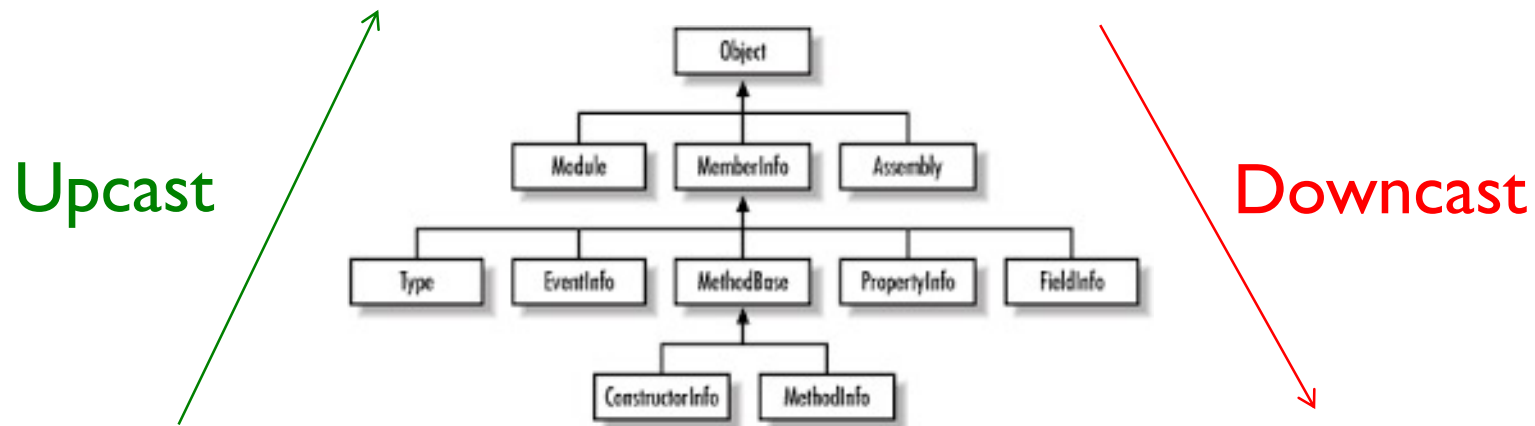 Object
Upcast
Module MemberInfo Assembly
Downcast
Type EventInfo MethodBase PropertyInfo FieldInfo
ConstructorInfo MethodInfo